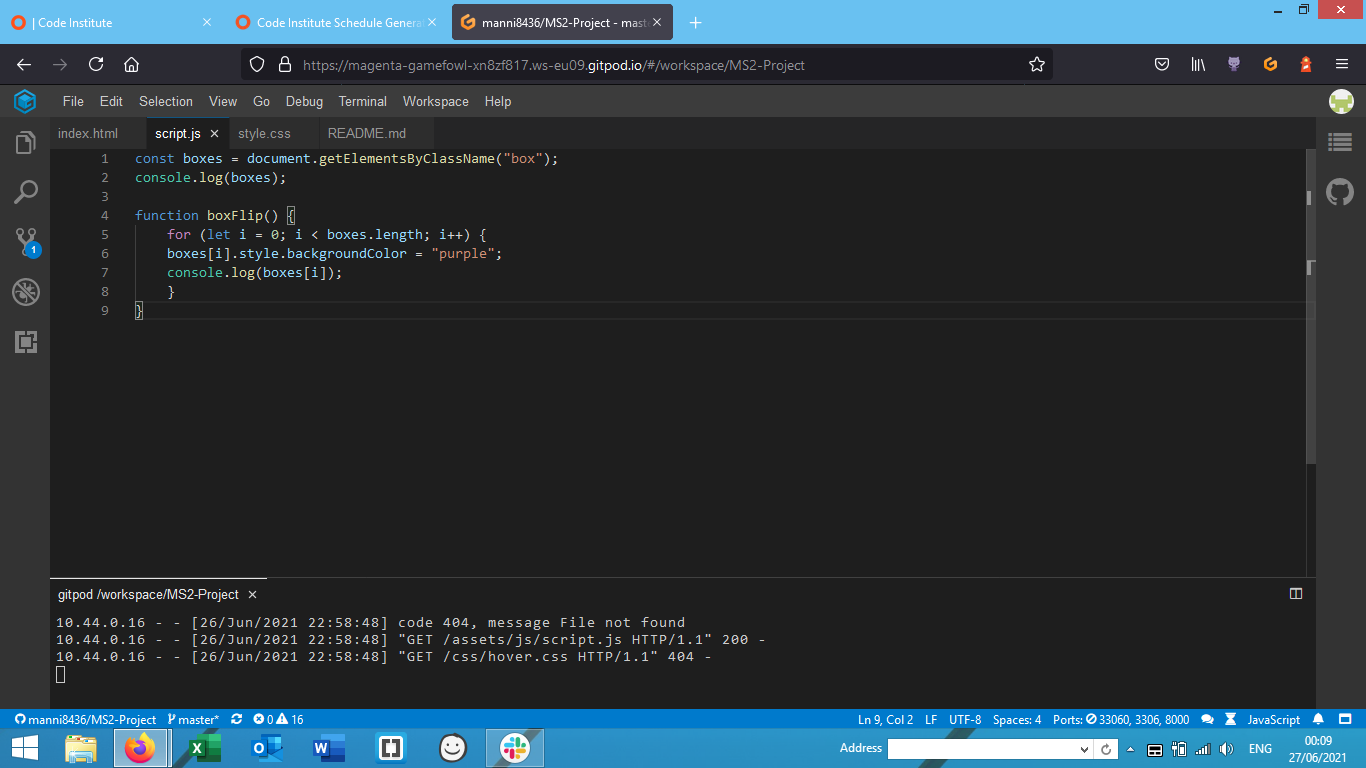 | Code Institute
Code Institute Schedule Genera
manni8436/MS2-Project - mast
https://magenta-gamefowl-xn8zf817.ws-eu09.gitpod.io/#/workspace/MS2-Project
File Edit Selection View Go Debug Terminal Workspace Help
index.html script.js style.css README.md
1 const boxes = document.getElementsByClassName("box");
2 console.log(boxes);
3
4 function boxFlip() {
5 for (let i = 0; i < boxes.length; i++) {
6 boxes[i].style.backgroundColor = "purple";
7 console.log(boxes[i]);
8 }
9 }
1
gitpod /workspace/MS2-Project
10.44.0.16 - - [26/Jun/2021 22:58:48] code 404, message File not found
10.44.0.16 - - [26/Jun/2021 22:58:48] "GET /assets/js/script.js HTTP/1.1" 200 -
10.44.0.16 - - [26/Jun/2021 22:58:48] "GET /css/hover.css HTTP/1.1" 404 -
manni8436/MS2-Project master* 0 16 Ln 9, Col 2 LF UTF-8 Spaces: 4 Ports: 33060, 3306, 8000 JavaScript
Address ENG 00:09
27/06/2021